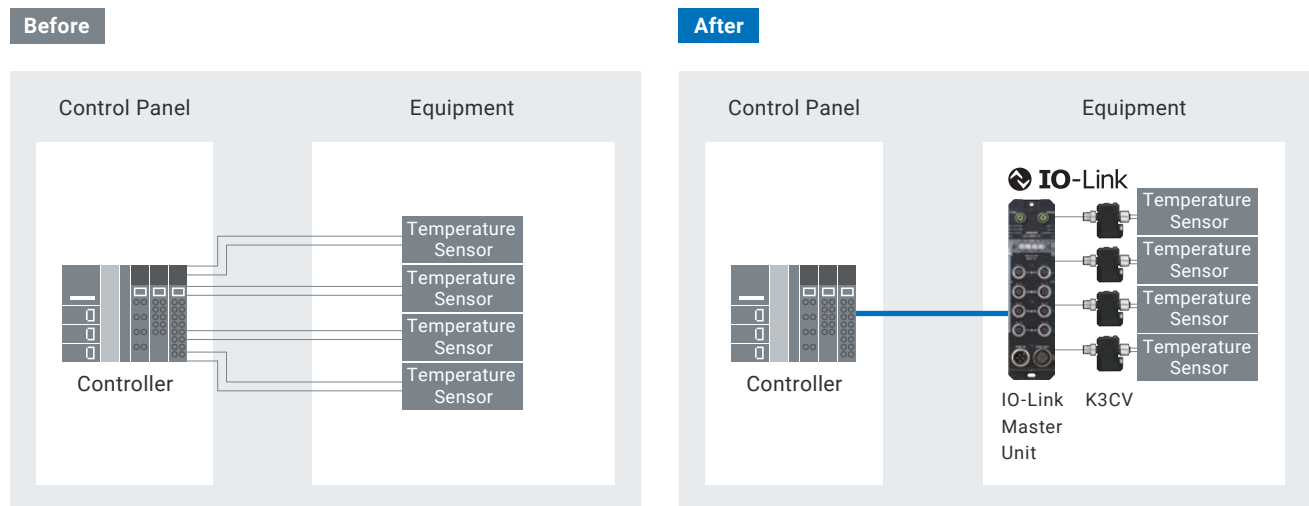 Before
After
Control Panel
Equipment
Control Panel
Equipment
IO-Link
Temperature
Sensor
Temperature
Sensor
Temperature
Sensor
Temperature
Sensor
Controller
Temperature
Sensor
Temperature
Sensor
Temperature
Sensor
Temperature
Sensor
Controller
IO-Link
Master
Unit
K3CV